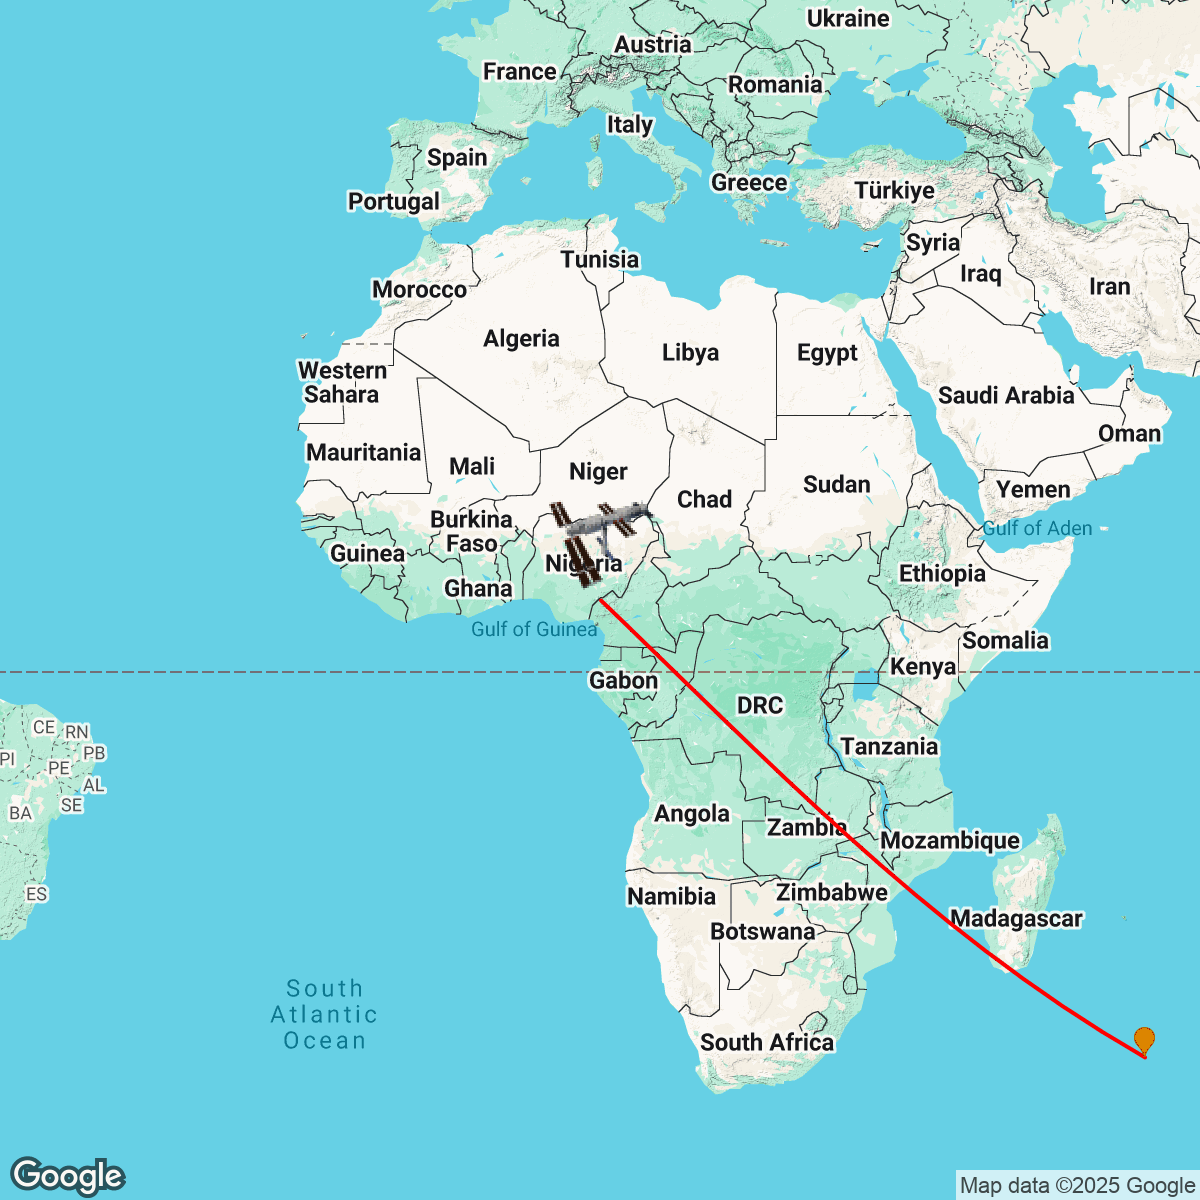 Ukraine
Austria
France
Romania
Italy
Spain
Greece
Türkiye
Portugal
Syria
Tunisia
Iraq
Morocco
Iran
Algeria
Libya
Egypt
Western
Sahara
Saudi Arabia
Oman
Mauritania
Mali
Niger
Chad
Sudan
Yemen
Burkina
Faso
Gulf of Aden
Guinea
Nigeria
Ethiopia
Ghana
Gulf of Guinea
Somalia
Kenya
Gabon
DRC
CE
RN
PB
PI
PE
AL
SE
BA
ES
Tanzania
Angola
Zambia
Mozambique
Namibia
Zimbabwe
Madagascar
Botswana
South
Atlantic
Ocean
South Africa
Google
Map data ©2025 Google